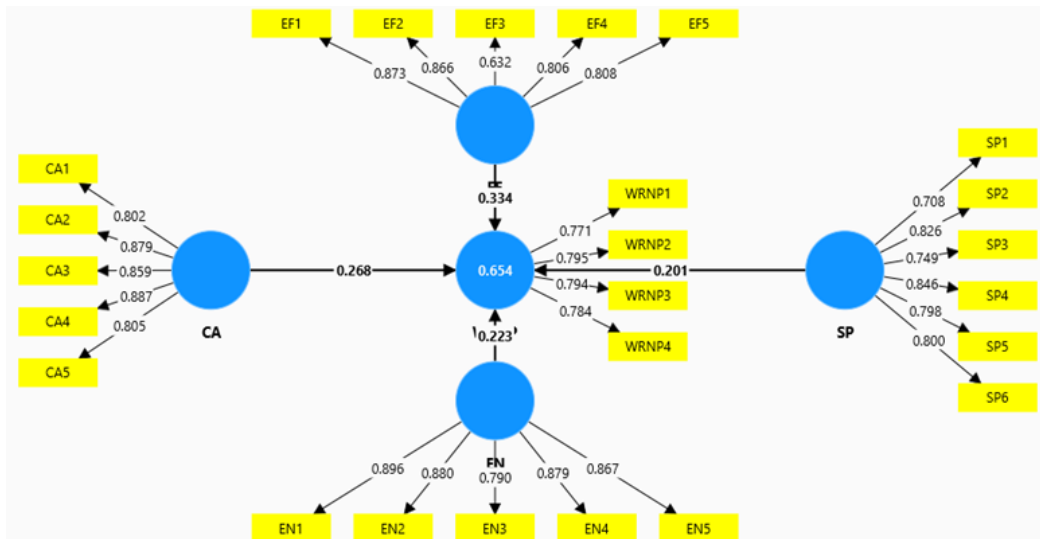 EF1 EF2 EF3 EF4 EF5
0.873 0.866 0.632 0.806 0.808
CA1
CA2
CA3
CA4
CA5
0.802
0.879
0.859
0.887
0.805
CA
0.334
0.268
0.654
0.201
0.223
WRNP1
WRNP2
WRNP3
WRNP4
0.771
0.795
0.794
0.784
SP1
SP2
SP3
SP4
SP5
SP6
0.708
0.826
0.749
0.846
0.798
0.800
SP
EN
0.896 0.880 0.790 0.879 0.867
EN1 EN2 EN3 EN4 EN5